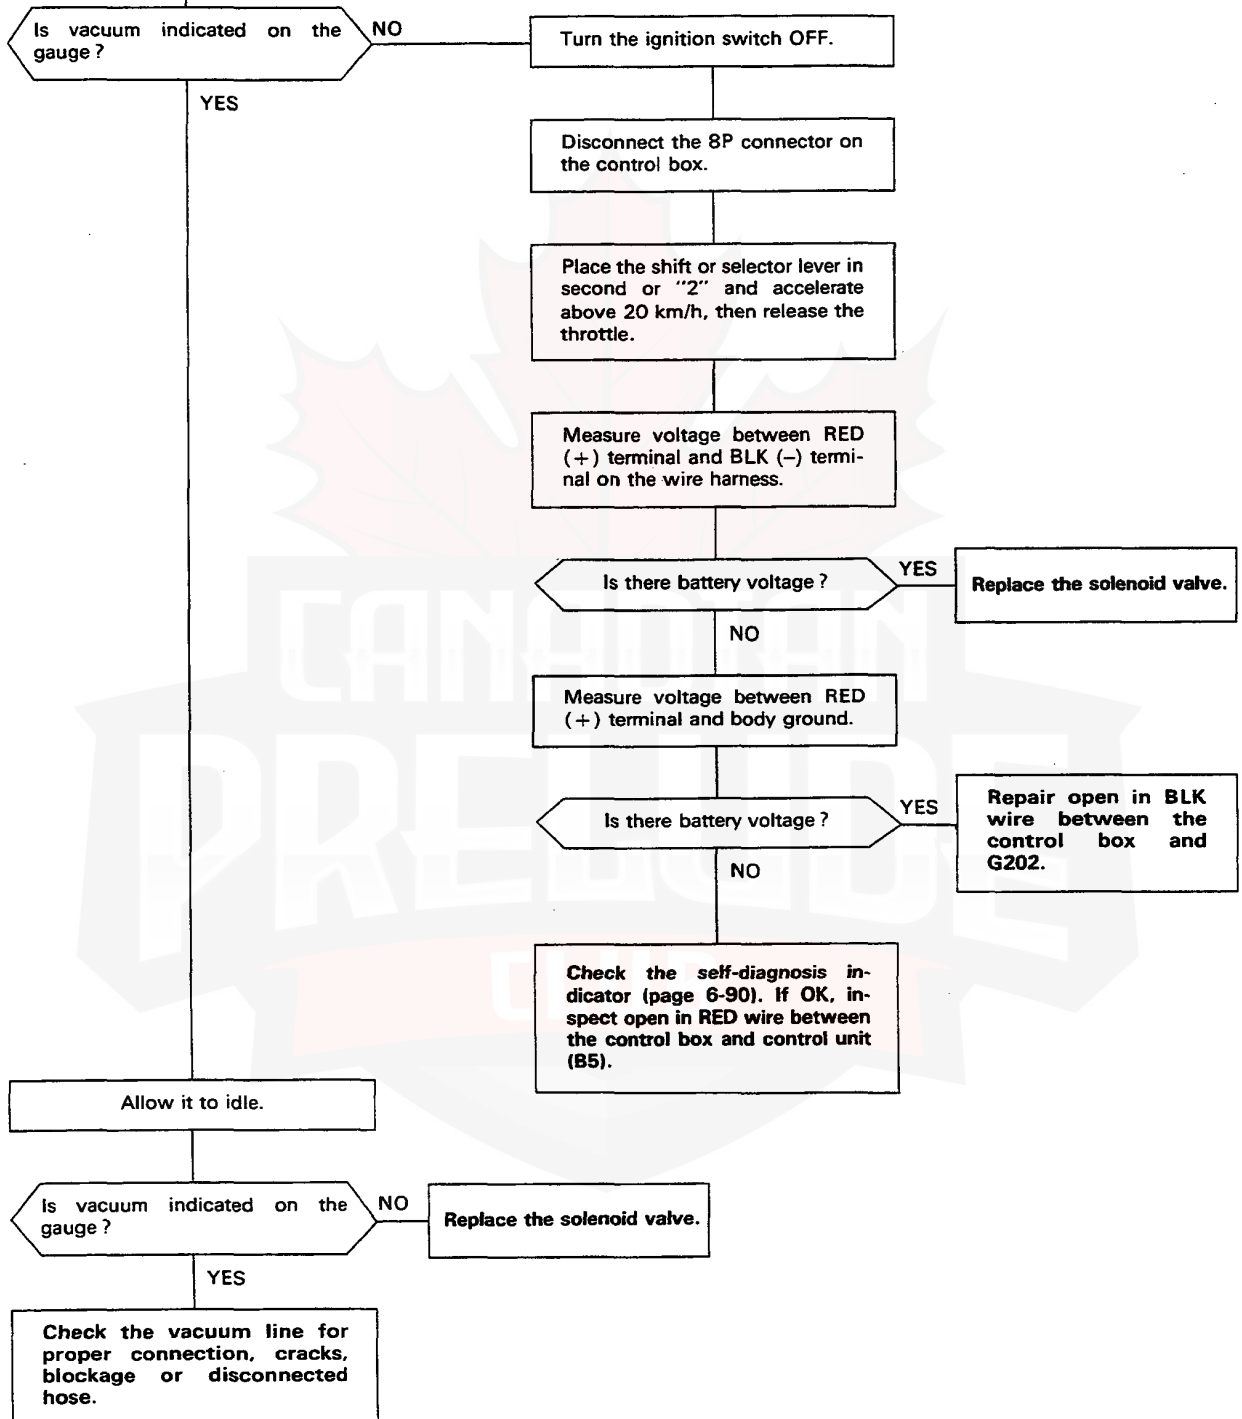 Is vacuum indicated on the
gauge?
NO
Turn the ignition switch OFF.
YES
Disconnect the 8P connector on
the control box.
Place the shift or selector lever in
second or "2" and accelerate
above 20 km/h, then release the
throttle.
Measure voltage between RED
(+) terminal and BLK (–) termi-
nal on the wire harness.
Is there battery voltage?
YES
Replace the solenoid valve.
NO
Measure voltage between RED
(+) terminal and body ground.
Is there battery voltage?
YES
Repair open in BLK
wire between the
control box and
G202.
NO
Check the self-diagnosis in-
dicator (page 6-90). If OK, in-
spect open in RED wire between
the control box and control unit
(B5).
Allow it to idle.
Is vacuum indicated on the
gauge?
NO
Replace the solenoid valve.
YES
Check the vacuum line for
proper connection, cracks,
blockage or disconnected
hose.
CANADIAN
PRELUDE
CLUB